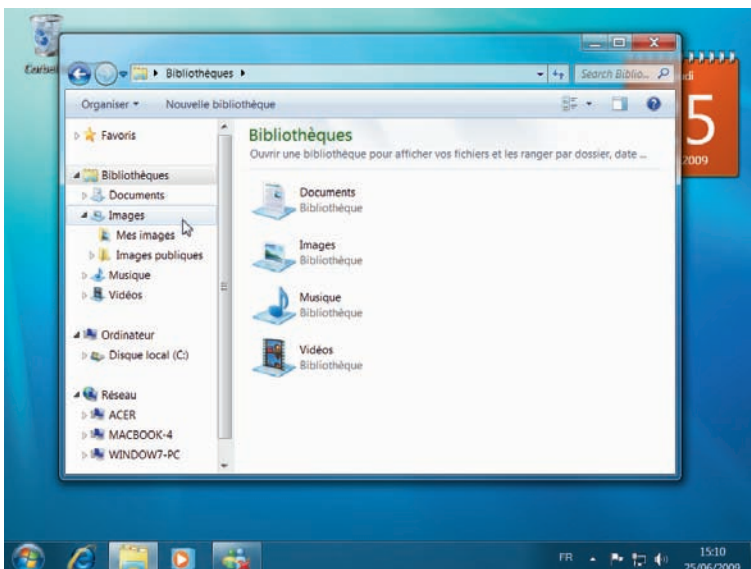 Corbei
Bibliothèques
Search Biblio...
di
5
2009
Organiser
Nouvelle bibliothèque
Favoris
Bibliothèques
Documents
Images
Mes images
Images publiques
Musique
Vidéos
Ordinateur
Disque local (C:)
Réseau
ACER
MACBOOK-4
WINDOW7-PC
Bibliothèques
Ouvrir une bibliothèque pour afficher vos fichiers et les ranger par dossier, date ...
Documents
Bibliothèque
Images
Bibliothèque
Musique
Bibliothèque
Vidéos
Bibliothèque
FR
15:10
25/06/2009